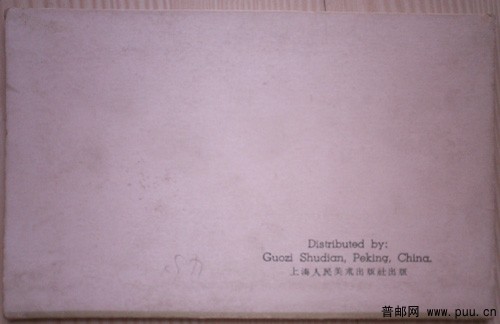 Distributed by:
Guozi Shudian, Peking, China.
上海人民美术出版社出版
普邮网 www.puu.cn